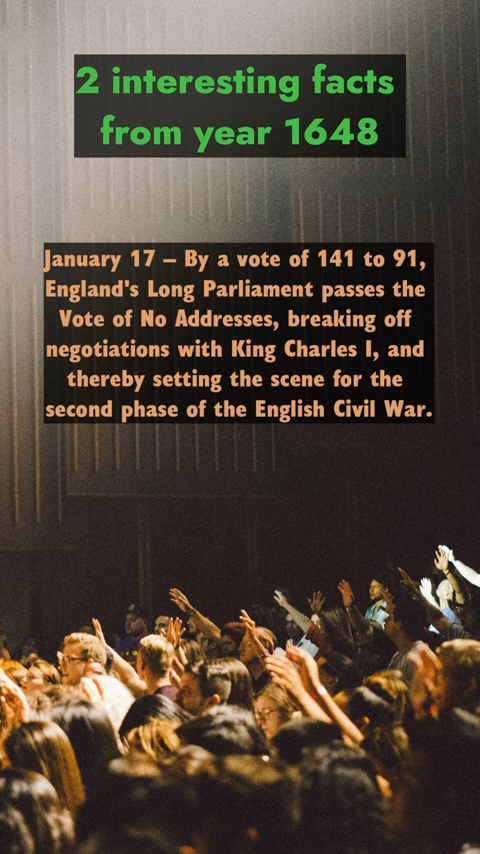 2 interesting facts
from year 1648
January 17 – By a vote of 141 to 91,
England's Long Parliament passes the
Vote of No Addresses, breaking off
negotiations with King Charles I, and
thereby setting the scene for the
second phase of the English Civil War.